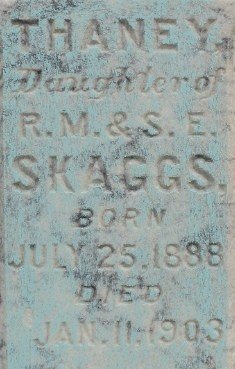 THANEY,
Daughter of
R. M. & S. E.
SKAGGS,
BORN
JULY 25, 1888
DIED
JAN. 11, 1903